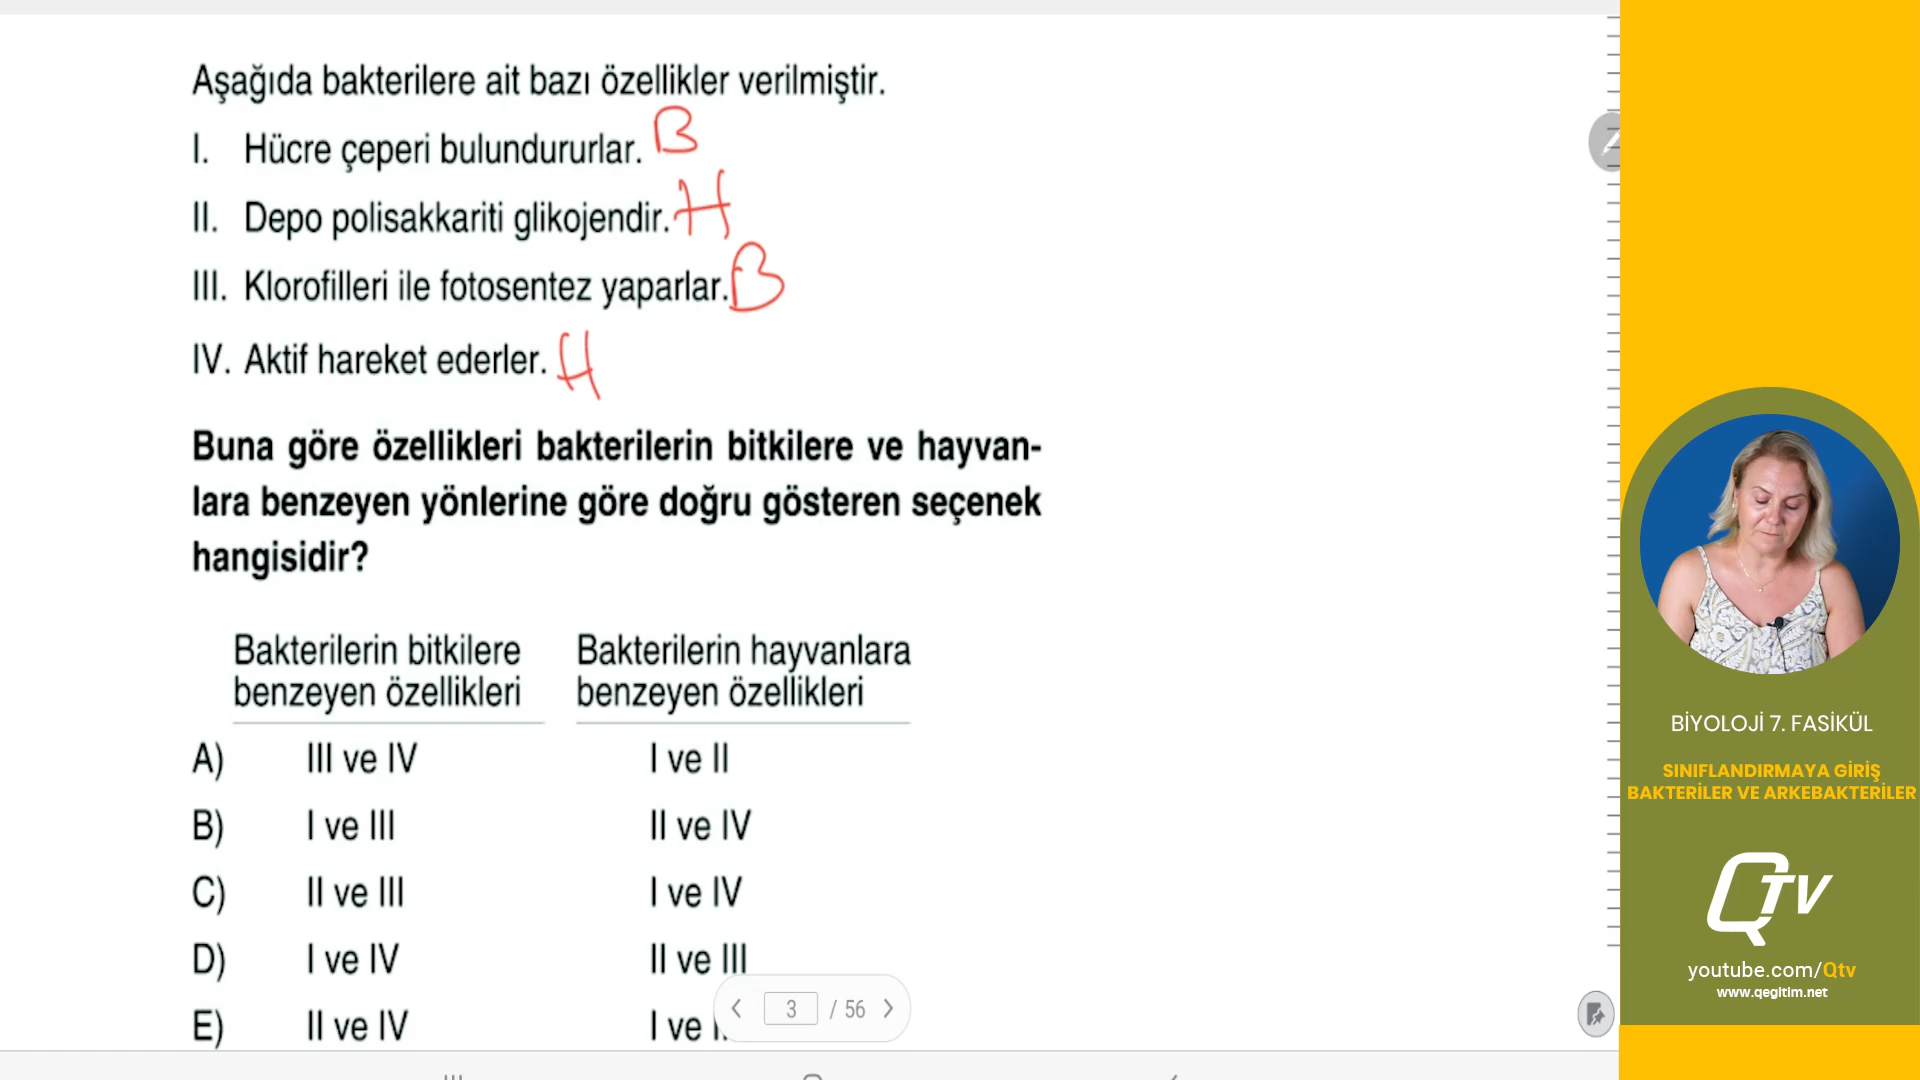 Aşağıda bakterilere ait bazı özellikler verilmiştir.
I. Hücre çeperi bulundururlar. B
II. Depo polisakkariti glikojendir. H
III. Klorofilleri ile fotosentez yaparlar. B
IV. Aktif hareket ederler. H
Buna göre özellikleri bakterilerin bitkilere ve hayvan-
lara benzeyen yönlerine göre doğru gösteren seçenek
hangisidir?
Bakterilerin bitkilere Bakterilerin hayvanlara
benzeyen özellikleri benzeyen özellikleri
A) III ve IV I ve II
B) I ve III II ve IV
C) II ve III I ve IV
D) I ve IV II ve III
E) II ve IV I ve
3 / 56
BİYOLOJİ 7. FASİKÜL
SINIFLANDIRMAYA GİRİŞ
BAKTERİLER VE ARKEBAKTERİLER
QTV
youtube.com/Qtv
www.qegitim.net